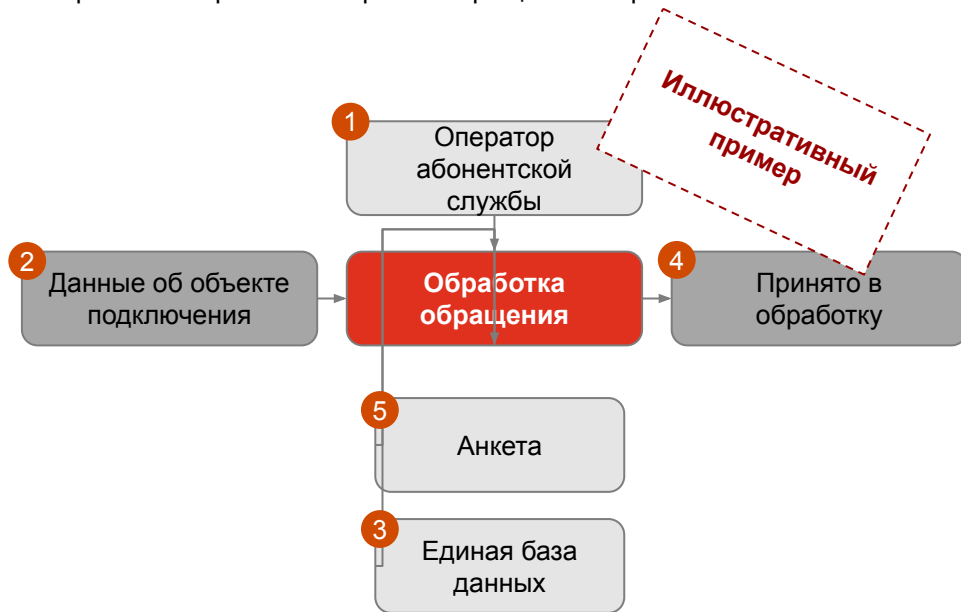 1
Оператор
абонентской
службы
Иллюстративный
пример
2
Данные об объекте
подключения
Обработка
обращения
4
Принято в
обработку
5
Анкета
3
Единая база
данных